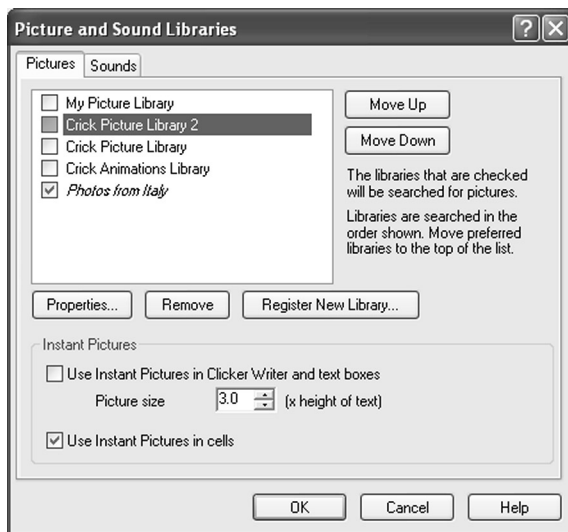 Picture and Sound Libraries
Pictures
Sounds
My Picture Library
Crick Picture Library 2
Crick Picture Library
Crick Animations Library
Photos from Italy
Move Up
Move Down
The libraries that are checked
will be searched for pictures.
Libraries are searched in the
order shown. Move preferred
libraries to the top of the list.
Properties...
Remove
Register New Library...
Instant Pictures
Use Instant Pictures in Clicker Writer and text boxes
Picture size 3.0 (x height of text)
Use Instant Pictures in cells
OK
Cancel
Help